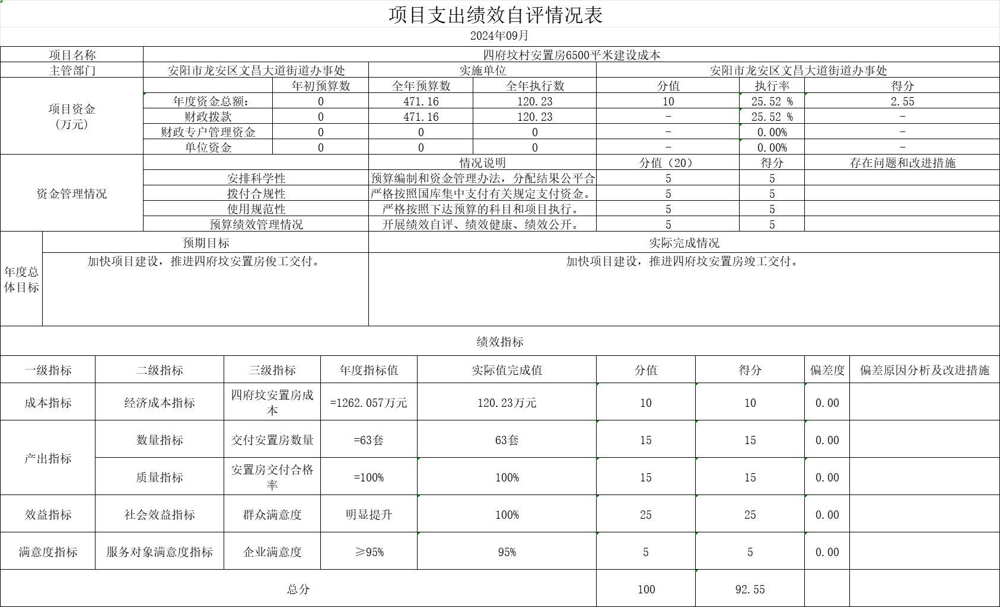 项目支出绩效自评情况表
2024年09月
项目名称 四府坟村安置房6500平米建设成本
主管部门 安阳市龙安区文昌大道街道办事处 实施单位 安阳市龙安区文昌大道街道办事处
项目资金
(万元)
年初预算数 全年预算数 全年执行数 分值 执行率 得分
年度资金总额： 0 471.16 120.23 10 25.52 % 2.55
财政拨款 0 471.16 120.23 - 25.52 % -
财政专户管理资金 0 0 0 - 0.00% -
单位资金 0 0 0 - 0.00% -
资金管理情况
情况说明 分值（20） 得分 存在问题和改进措施
安排科学性 预算编制和资金管理办法，分配结果公平合 5 5
拨付合规性 严格按照国库集中支付有关规定支付资金。 5 5
使用规范性 严格按照下达预算的科目和项目执行。 5 5
预算绩效管理情况 开展绩效自评、绩效健康、绩效公开。 5 5
年度总
体目标
预期目标 实际完成情况
加快项目建设，推进四府坟安置房俊工交付。 加快项目建设，推进四府坟安置房竣工交付。
绩效指标
一级指标 二级指标 三级指标 年度指标值 实际值完成值 分值 得分 偏差度 偏差原因分析及改进措施
成本指标 经济成本指标 四府坟安置房成
本 =1262.057万元 120.23万元 10 10 0.00
产出指标 数量指标 交付安置房数量 =63套 63套 15 15 0.00
质量指标 安置房交付合格
率 =100% 100% 15 15 0.00
效益指标 社会效益指标 群众满意度 明显提升 100% 25 25 0.00
满意度指标 服务对象满意度指标 企业满意度 ≥95% 95% 5 5 0.00
总分 100 92.55